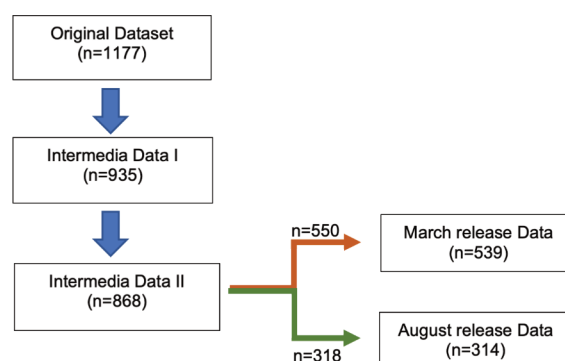 Original Dataset
(n=1177)
Intermedia Data I
(n=935)
Intermedia Data II
(n=868)
n=550
March release Data
(n=539)
n=318
August release Data
(n=314)